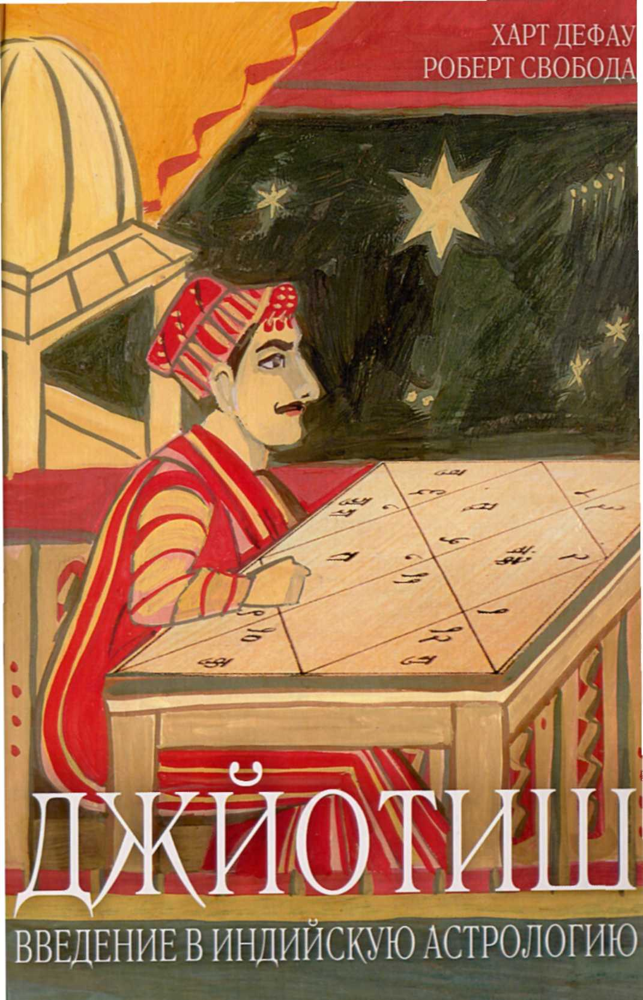 ХАРТ ДЕФАУ
РОБЕРТ СВОБОДА
ДЖЙОТИШ
ВВЕДЕНИЕ В ИНДИЙСКУЮ АСТРОЛОГИЮ